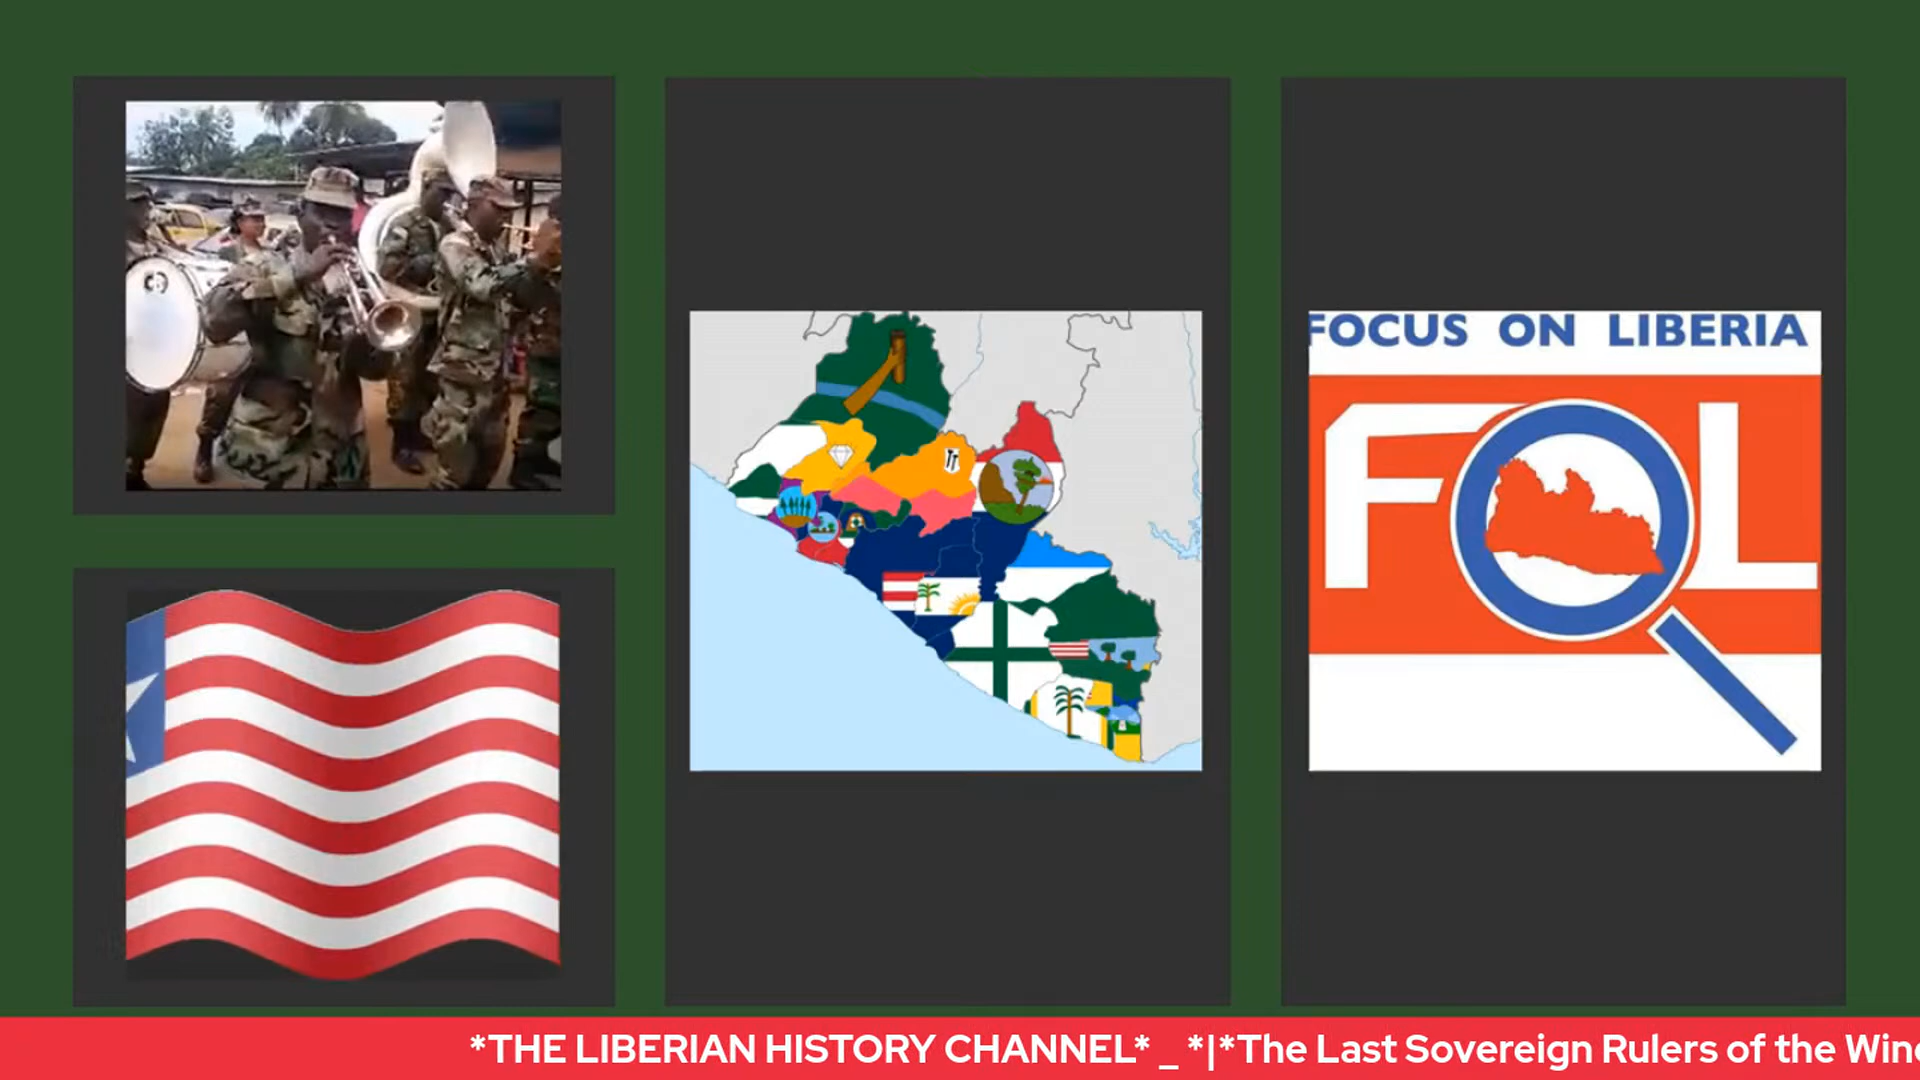 FOCUS ON LIBERIA
FOL
*THE LIBERIAN HISTORY CHANNEL* _ *|*The Last Sovereign Rulers of the